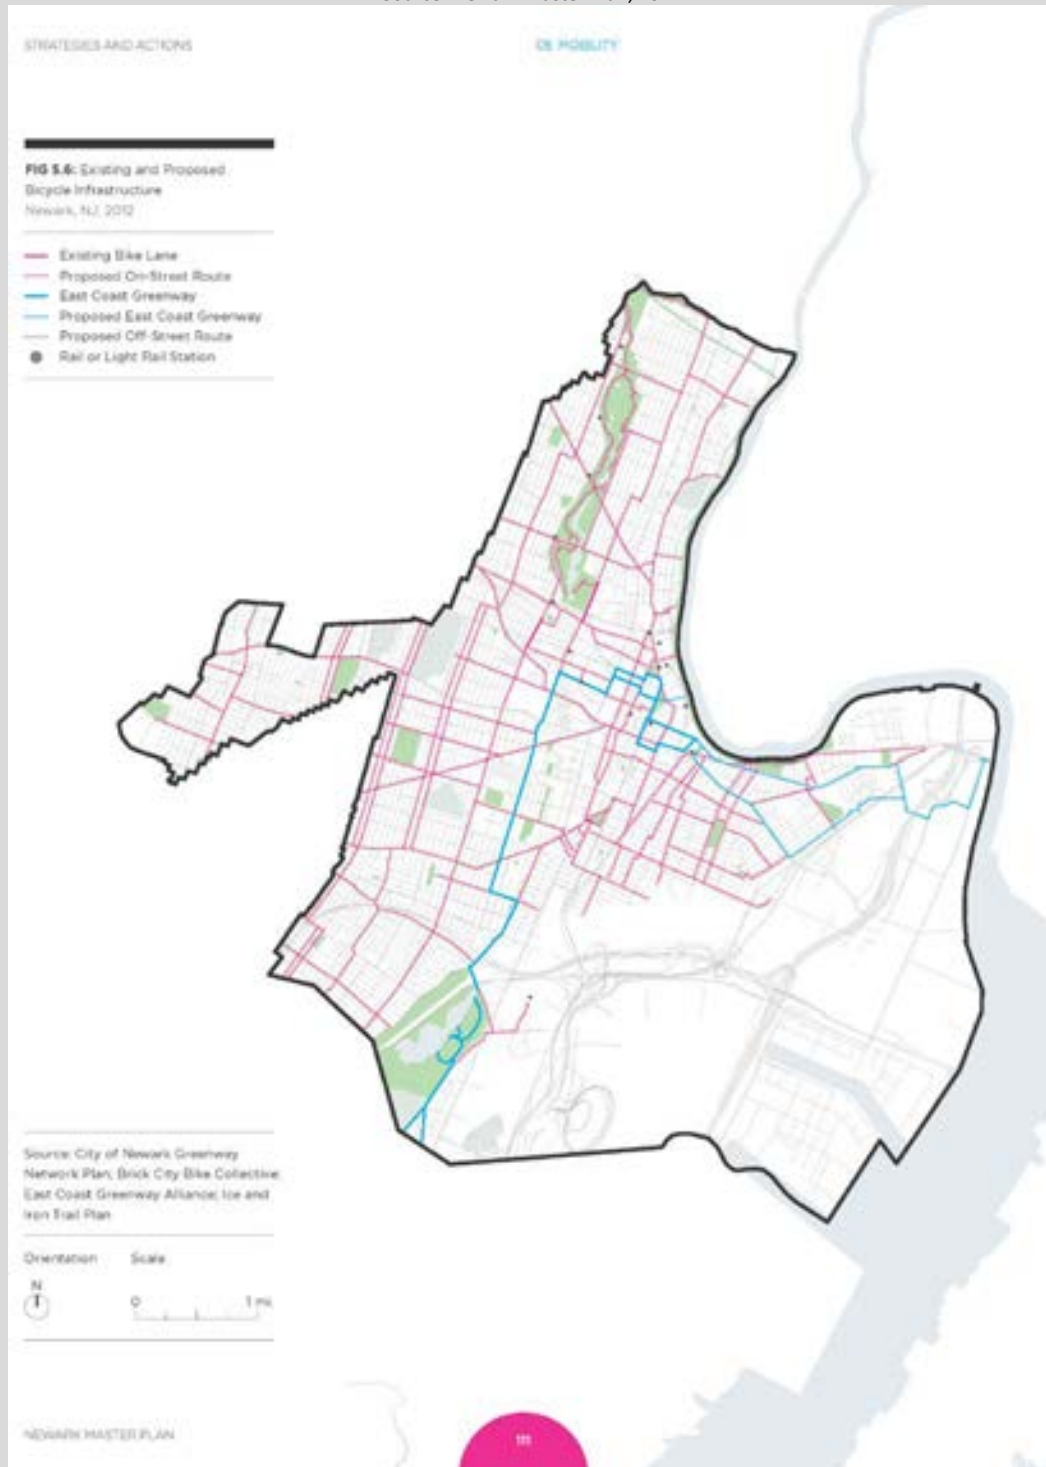 STRATEGIES AND ACTIONS
05 MOBILITY
FIG 5.6: Existing and Proposed
Bicycle Infrastructure
Newark, NJ, 2012
Existing Bike Lane
Proposed On-Street Route
East Coast Greenway
Proposed East Coast Greenway
Proposed Off-Street Route
Rail or Light Rail Station
Source: City of Newark Greenway
Network Plan; Brick City Bike Collective;
East Coast Greenway Alliance; Ice and
Iron Trail Plan
Orientation Scale
N
0 1 mi.
NEWARK MASTER PLAN
111